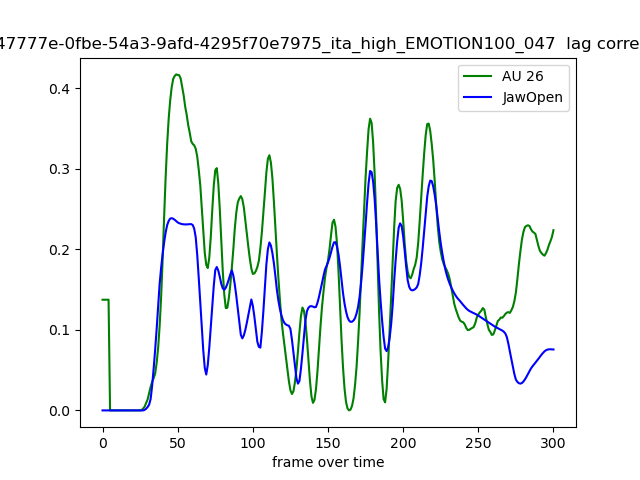 47777e-0fbe-54a3-9afd-4295f70e7975_ita_high_EMOTION100_047 lag corre
AU 26
JawOpen
0.4
0.3
0.2
0.1
0.0
0 50 100 150 200 250 300
frame over time